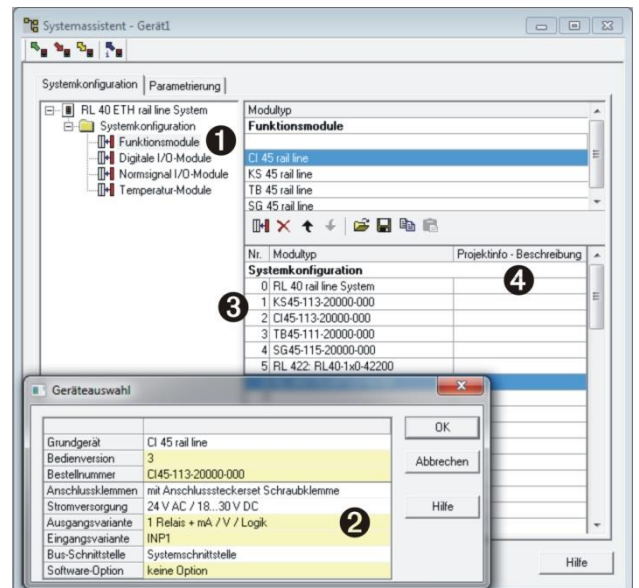 Systemassistent - Gerät1
Systemkonfiguration Parametrierung
RL 40 ETH rail line System
Systemkonfiguration
Funktionsmodule
Digitale I/O-Module
Normsignal I/O-Module
Temperatur-Module
1
Modultyp
Funktionsmodule
CI 45 rail line
KS 45 rail line
TB 45 rail line
SG 45 rail line
Nr. Modultyp Projektinfo - Beschreibung
Systemkonfiguration
4
0 RL 40 rail line System
3
1 KS45-113-20000-000
2 CI45-113-20000-000
3 TB45-111-20000-000
4 SG45-115-20000-000
5 RL 422: RL40-1x0-42200
Geräteauswahl
Grundgerät CI 45 rail line
Bedienversion 3
Bestellnummer CI45-113-20000-000
Anschlussklemmen mit Anschlusssteckerset Schraubklemme
Stromversorgung 24 V AC / 18...30 V DC
Ausgangsvariante 1 Relais + mA / V / Logik
2
Eingangsvariante INP1
Bus-Schnittstelle Systemschnittstelle
Software-Option keine Option
OK
Abbrechen
Hilfe
Hilfe